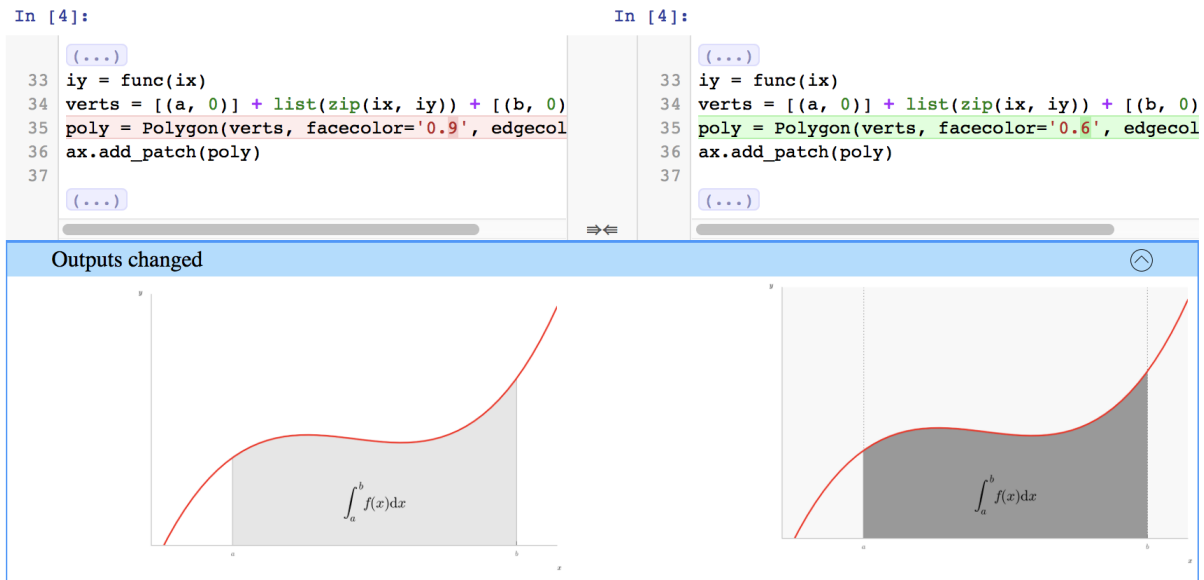 In [4]:
(...)
33 iy = func(ix)
34 verts = [(a, 0)] + list(zip(ix, iy)) + [(b, 0)
35 poly = Polygon(verts, facecolor='0.9', edgecol
36 ax.add_patch(poly)
37
(...)
In [4]:
(...)
33 iy = func(ix)
34 verts = [(a, 0)] + list(zip(ix, iy)) + [(b, 0)
35 poly = Polygon(verts, facecolor='0.6', edgecol
36 ax.add_patch(poly)
37
(...)
Outputs changed
y
∫ₐᵇ f(x)dx
a b
x
y
∫ₐᵇ f(x)dx
a b
x